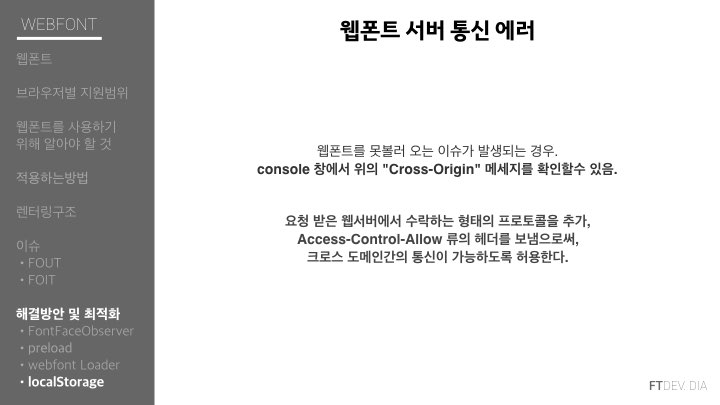 WEBFONT
웹폰트
브라우저별 지원범위
웹폰트를 사용하기
위해 알아야 할 것
적용하는방법
렌터링구조
이슈
• FOUT
• FOIT
해결방안 및 최적화
• FontFaceObserver
• preload
• webfont Loader
• localStorage
웹폰트 서버 통신 에러
웹폰트를 못볼러 오는 이슈가 발생되는 경우.
console 창에서 위의 "Cross-Origin" 메세지를 확인할수 있음.
요청 받은 웹서버에서 수락하는 형태의 프로토콜을 추가,
Access-Control-Allow 류의 헤더를 보냄으로써,
크로스 도메인간의 통신이 가능하도록 허용한다.
FTDEV. DIA